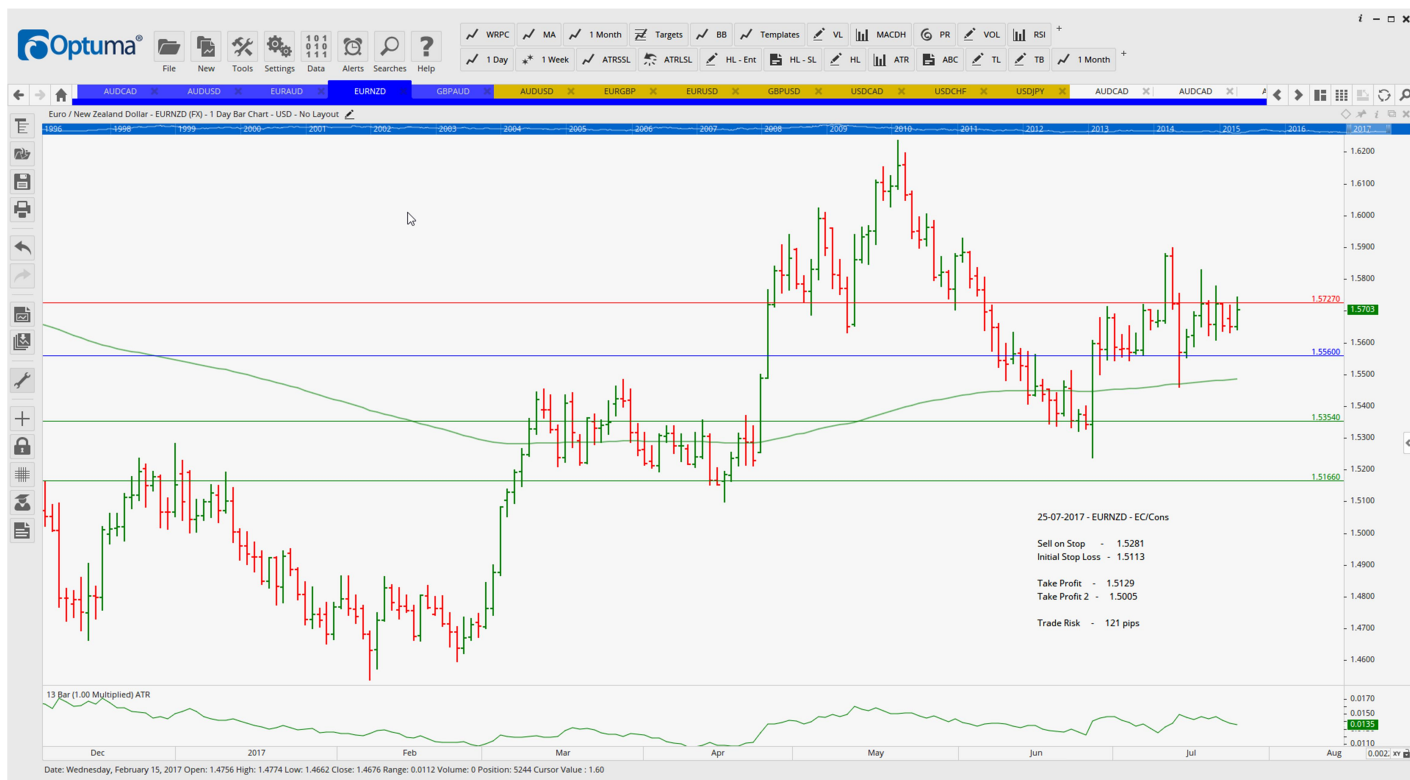 Optuma®
File New Tools Settings Data Alerts Searches Help
WRPC MA 1 Month Targets BB Templates VL MACDH PR VOL RSI +
1 Day 1 Week ATRSSL ATRLSL HL - Ent HL - SL HL ATR ABC TL TB 1 Month +
AUDCAD AUDUSD EURAUD EURNZD GBPAUD AUDUSD EURGBP EURUSD GBPUSD USDCAD USDCHF USDJPY AUDCAD AUDCAD
Euro / New Zealand Dollar - EURNZD (FX) - 1 Day Bar Chart - USD - No Layout
1996 1998 1999 2000 2001 2002 2003 2004 2005 2006 2007 2008 2009 2010 2011 2012 2013 2014 2015 2016 2017
1.6200
1.6100
1.6000
1.5900
1.5800
1.57270
1.5703
1.5600
1.55600
1.5500
1.5400
1.53540
1.5300
1.5200
1.51660
1.5100
1.5000
1.4900
1.4800
1.4700
1.4600
25-07-2017 - EURNZD - EC/Cons
Sell on Stop - 1.5281
Initial Stop Loss - 1.5113
Take Profit - 1.5129
Take Profit 2 - 1.5005
Trade Risk - 121 pips
13 Bar (1.00 Multiplied) ATR
0.0170
0.0150
0.0135
0.0110
Dec 2017 Feb Mar Apr May Jun Jul Aug 0.002 XY
Date: Wednesday, February 15, 2017 Open: 1.4756 High: 1.4774 Low: 1.4662 Close: 1.4676 Range: 0.0112 Volume: 0 Position: 5244 Cursor Value : 1.60